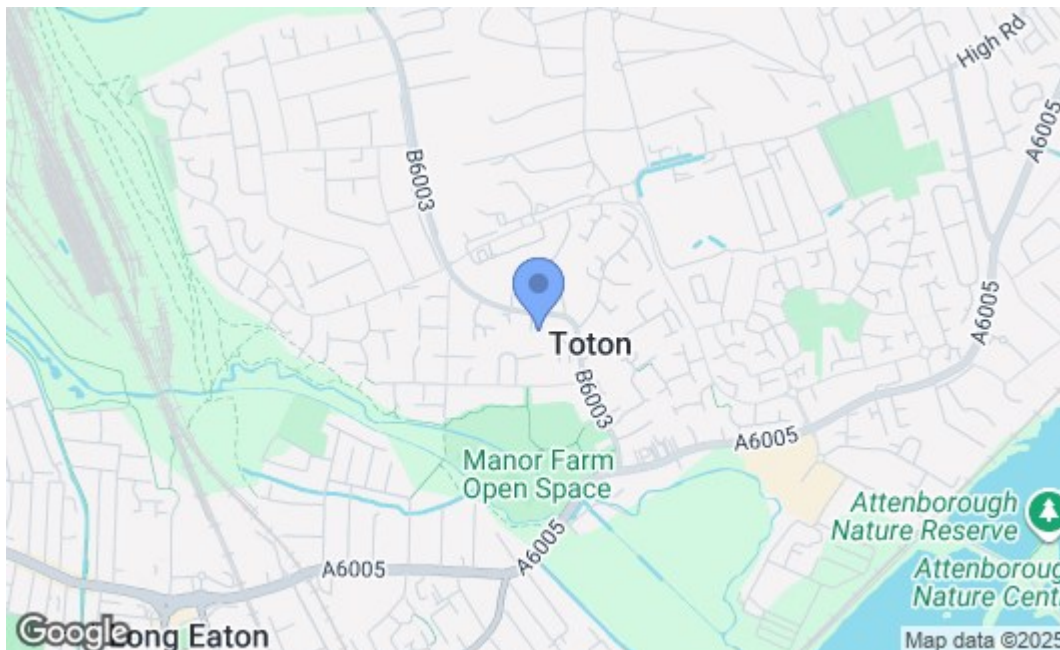 High Rd
A6005
B6003
Toton
A6005
B6003
A6005
Manor Farm
Open Space
Attenborough
Nature Reserve
A6005
A6005
Attenboroug
Nature Cent
Google
Long Eaton
Map data ©2025